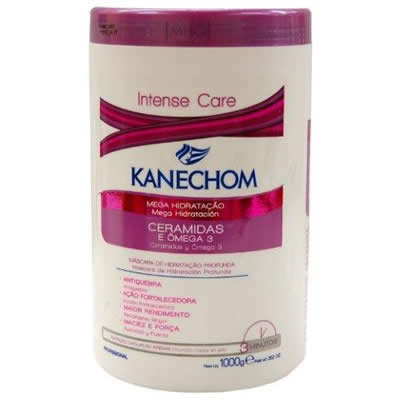 Intense Care
KANECHOM
MEGA HIDRATAÇÃO
Mega Hidratación
CERAMIDAS
E ÔMEGA 3
Ceramidas y Omega 3
MÁSCARA DE HIDRATAÇÃO PROFUNDA
Máscara de Hidratación Profunda
• ANTIQUEBRA
• AÇÃO FORTALECEDORA
• MAIOR RENDIMENTO
• MACIEZ E FORÇA
3 MINUTOS
PROFESSIONAL
1000g